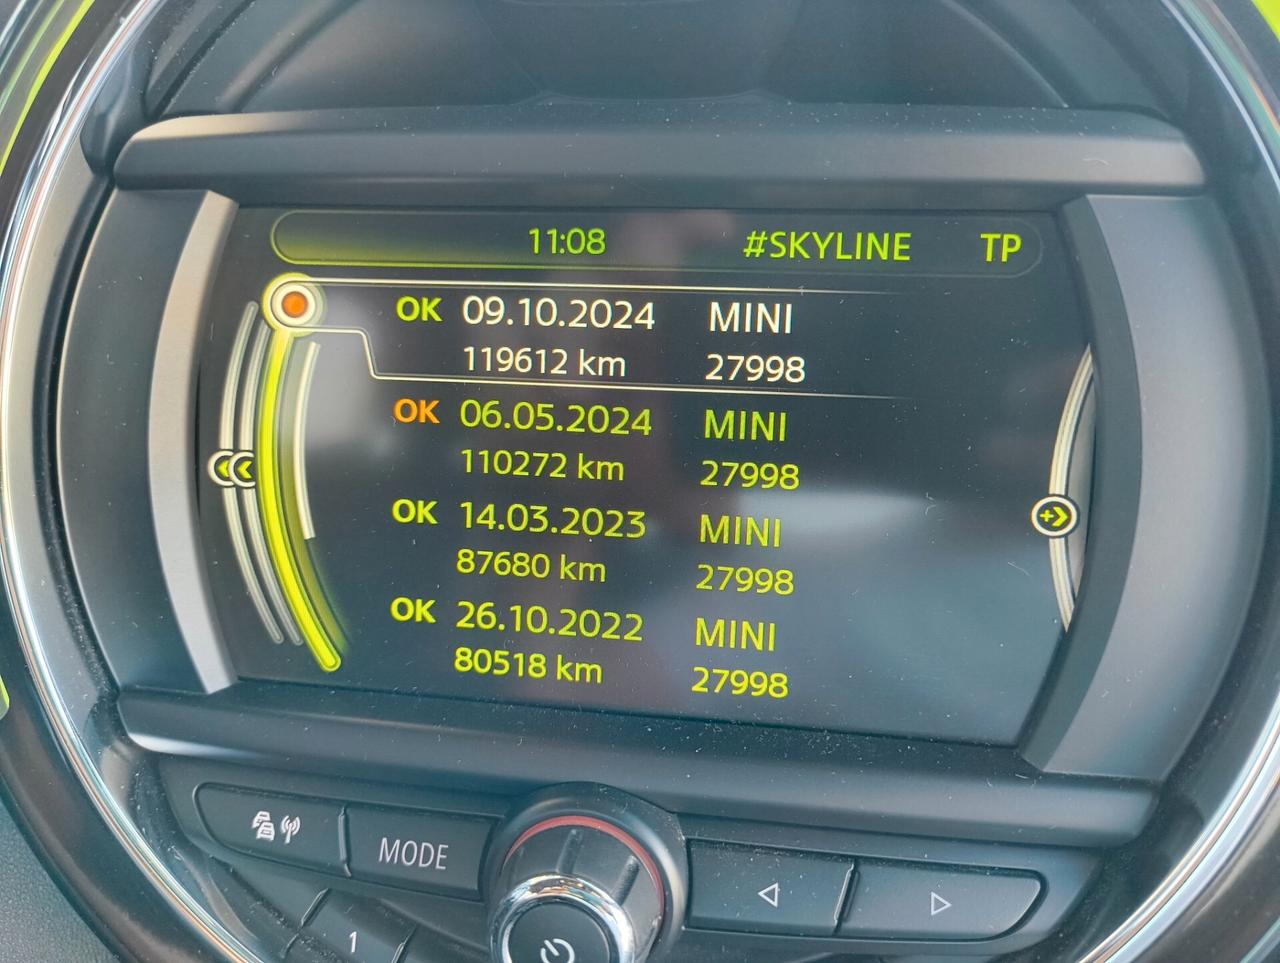 11:08 #SKYLINE TP
OK 09.10.2024 MINI
119612 km 27998
OK 06.05.2024 MINI
110272 km 27998
OK 14.03.2023 MINI
87680 km 27998
OK 26.10.2022 MINI
80518 km 27998
MODE
1